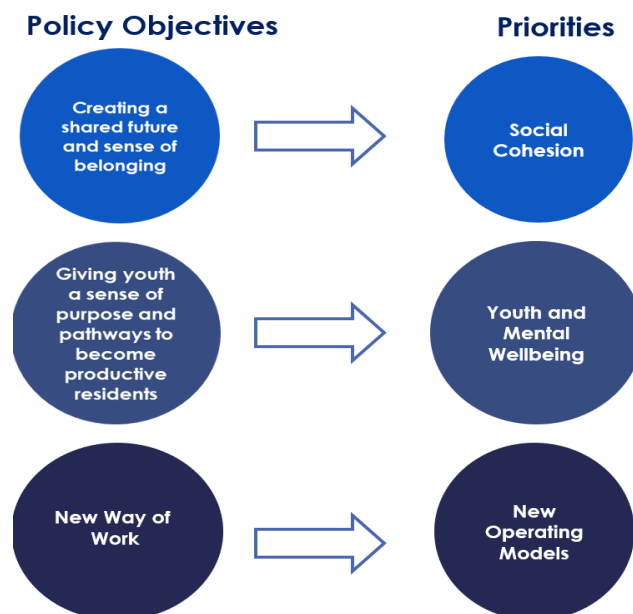 Policy Objectives
Priorities
Creating a
shared future
and sense of
belonging
Social
Cohesion
Giving youth
a sense of
purpose and
pathways to
become
productive
residents
Youth and
Mental
Wellbeing
New Way of
Work
New
Operating
Models